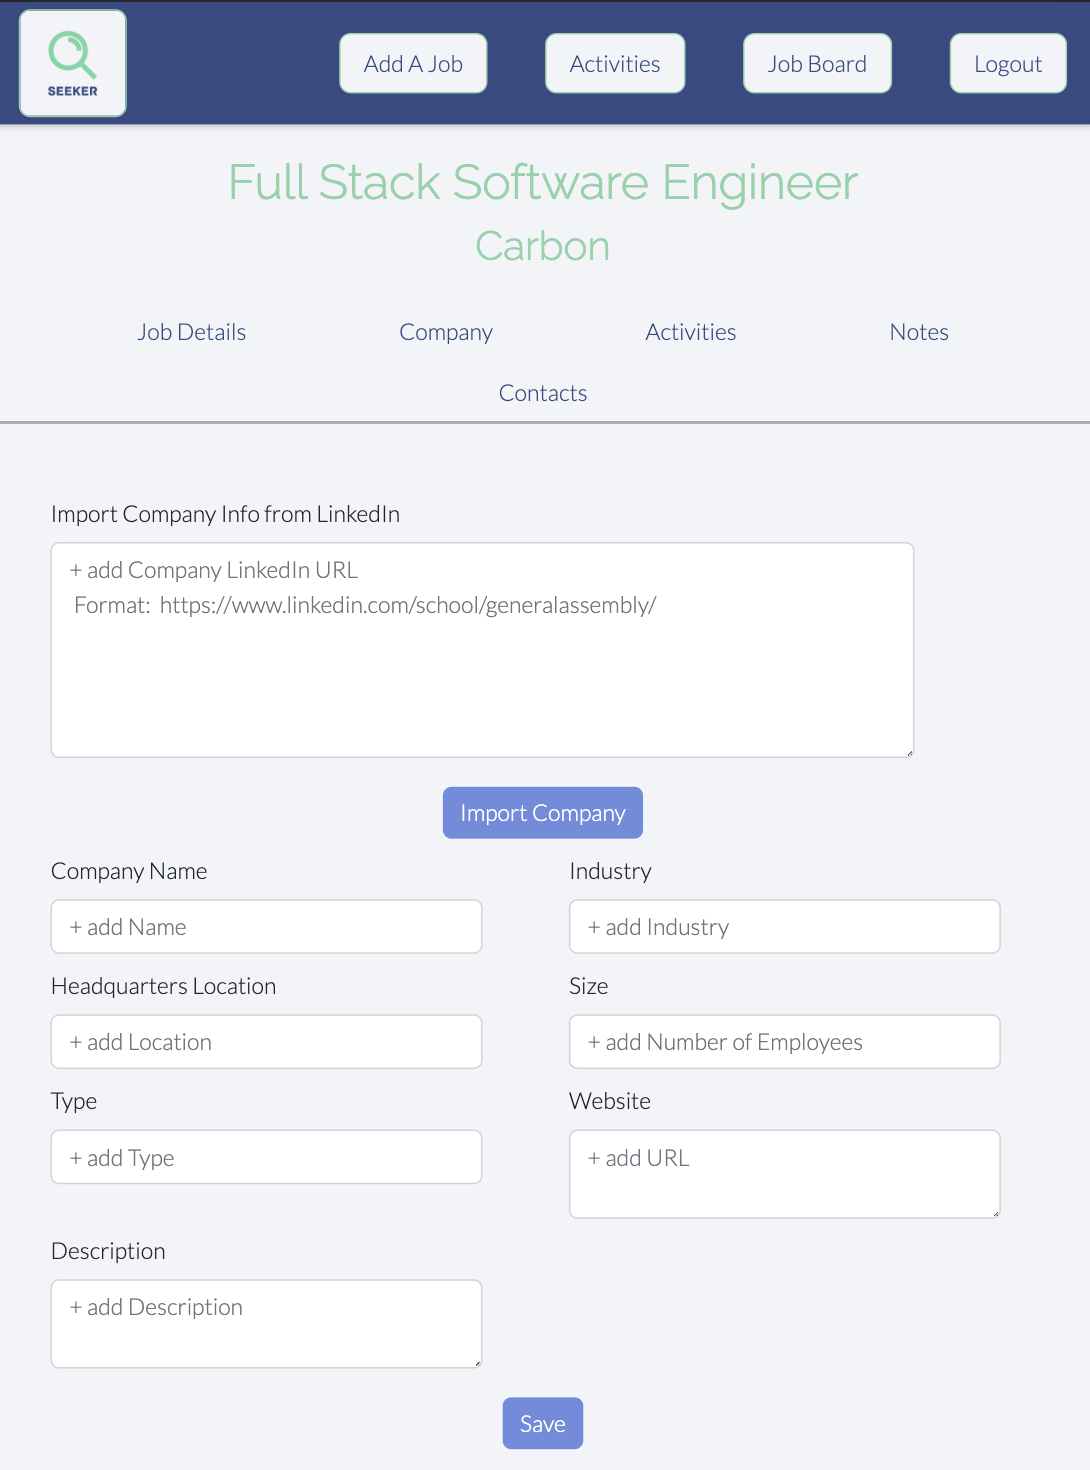 SEEKER
Add A Job
Activities
Job Board
Logout
Full Stack Software Engineer
Carbon
Job Details
Company
Activities
Notes
Contacts
Import Company Info from LinkedIn
+ add Company LinkedIn URL
Format: https://www.linkedin.com/school/generalassembly/
Import Company
Company Name
Industry
+ add Name
+ add Industry
Headquarters Location
Size
+ add Location
+ add Number of Employees
Type
Website
+ add Type
+ add URL
Description
+ add Description
Save